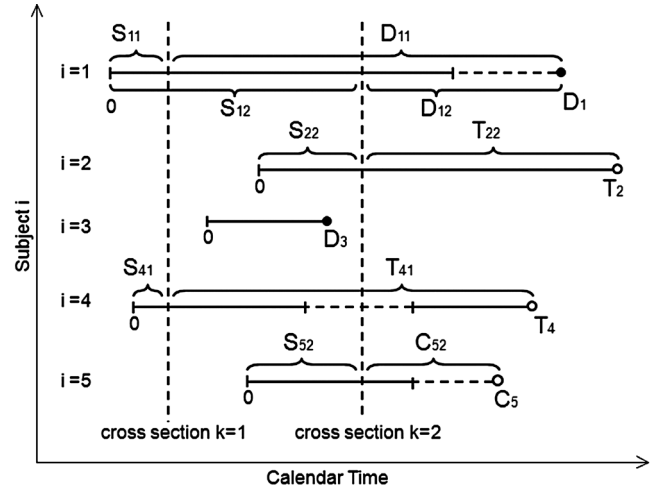 S11 D11
i=1
0 S12 D12 D1
S22 T22
i=2
0 T2
i=3
0 D3
S41 T41
i=4
0 T4
S52 C52
i=5
0 C5
cross section k=1 cross section k=2
Subject i
Calendar Time